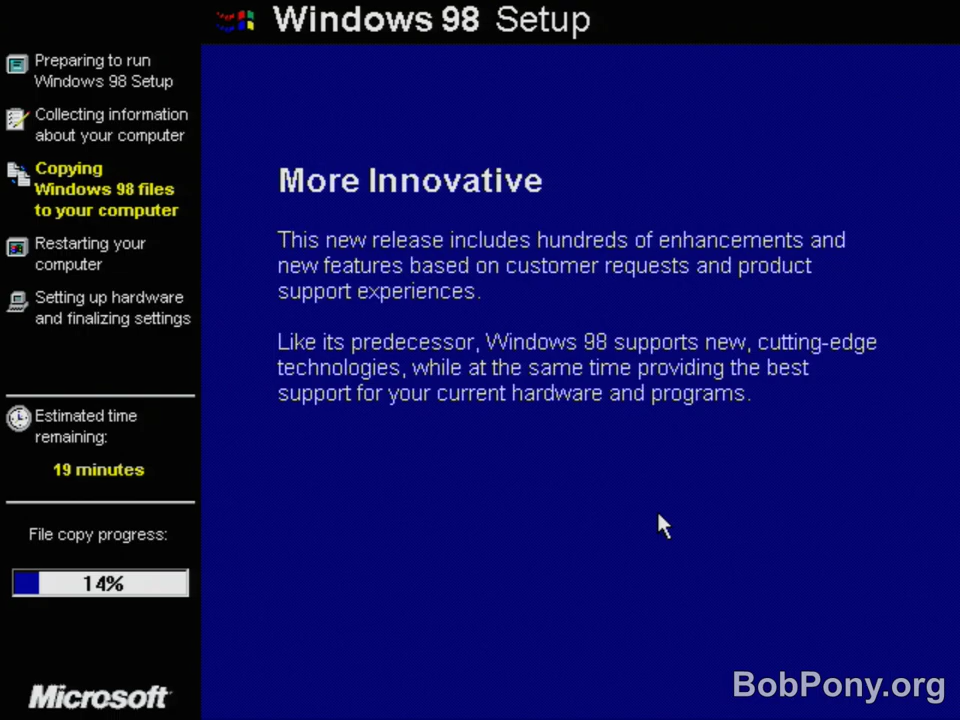 Windows 98 Setup
Preparing to run
Windows 98 Setup
Collecting information
about your computer
Copying
Windows 98 files
to your computer
Restarting your
computer
Setting up hardware
and finalizing settings
Estimated time
remaining:
19 minutes
File copy progress:
14%
Microsoft
More Innovative
This new release includes hundreds of enhancements and
new features based on customer requests and product
support experiences.
Like its predecessor, Windows 98 supports new, cutting-edge
technologies, while at the same time providing the best
support for your current hardware and programs.
BobPony.org